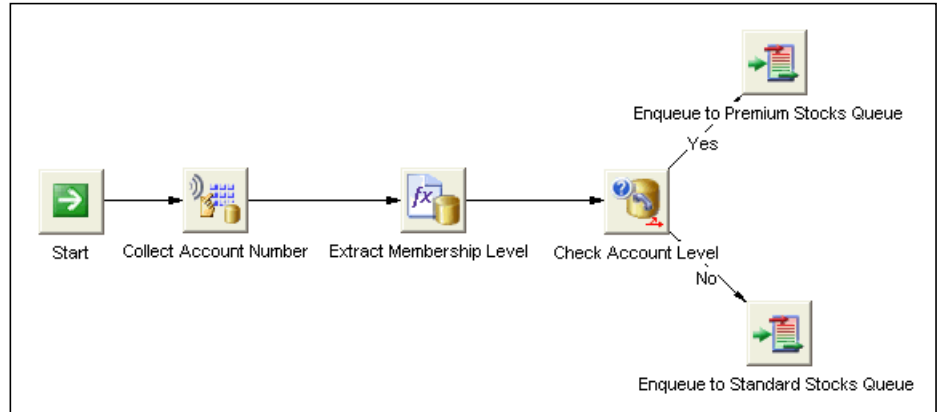 Enqueue to Premium Stocks Queue
Yes
fx
Start
Collect Account Number
Extract Membership Level
?
Check Account Level
No
Enqueue to Standard Stocks Queue